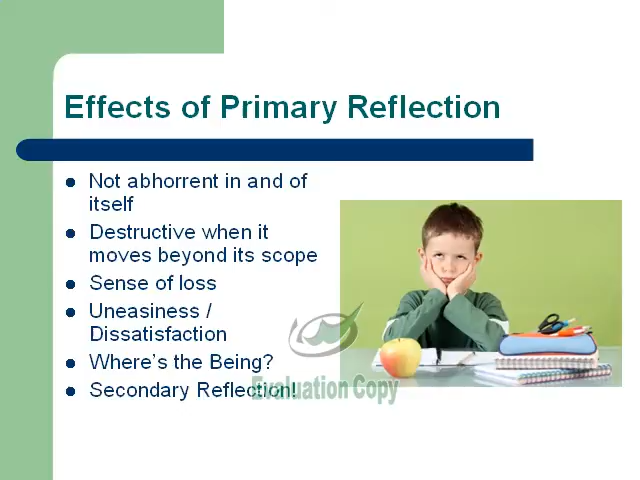 Effects of Primary Reflection
Not abhorrent in and of
itself
Destructive when it
moves beyond its scope
Sense of loss
Uneasiness /
Dissatisfaction
Where's the Being?
Secondary Reflection!
Evaluation Copy